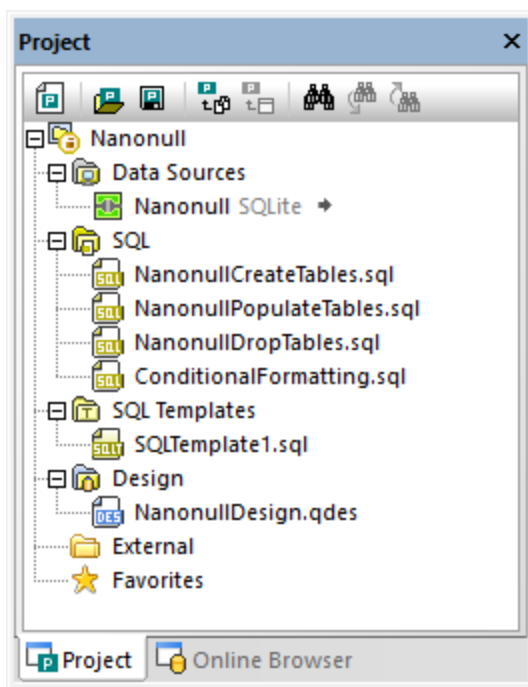 Project
Nanonull
Data Sources
Nanonull SQLite
SQL
NanonullCreateTables.sql
NanonullPopulateTables.sql
NanonullDropTables.sql
ConditionalFormatting.sql
SQL Templates
SQLTemplate1.sql
Design
NanonullDesign.qdes
External
Favorites
Project Online Browser